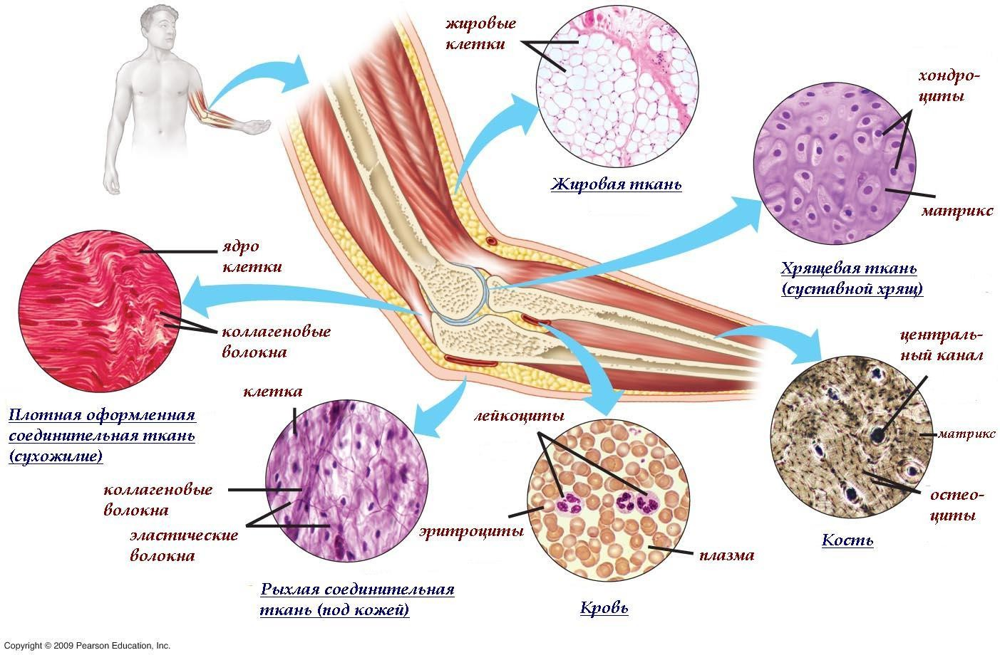 жировые
клетки
Жировая ткань
хондро-
циты
матрикс
Хрящевая ткань
(суставной хрящ)
ядро
клетки
коллагеновые
волокна
Плотная оформленная
соединительная ткань
(сухожилие)
клетка
коллагеновые
волокна
эластические
волокна
Рыхлая соединительная
ткань (под кожей)
лейкоциты
эритроциты
плазма
Кровь
централь-
ный канал
матрикс
остео-
циты
Кость
Copyright © 2009 Pearson Education, Inc.